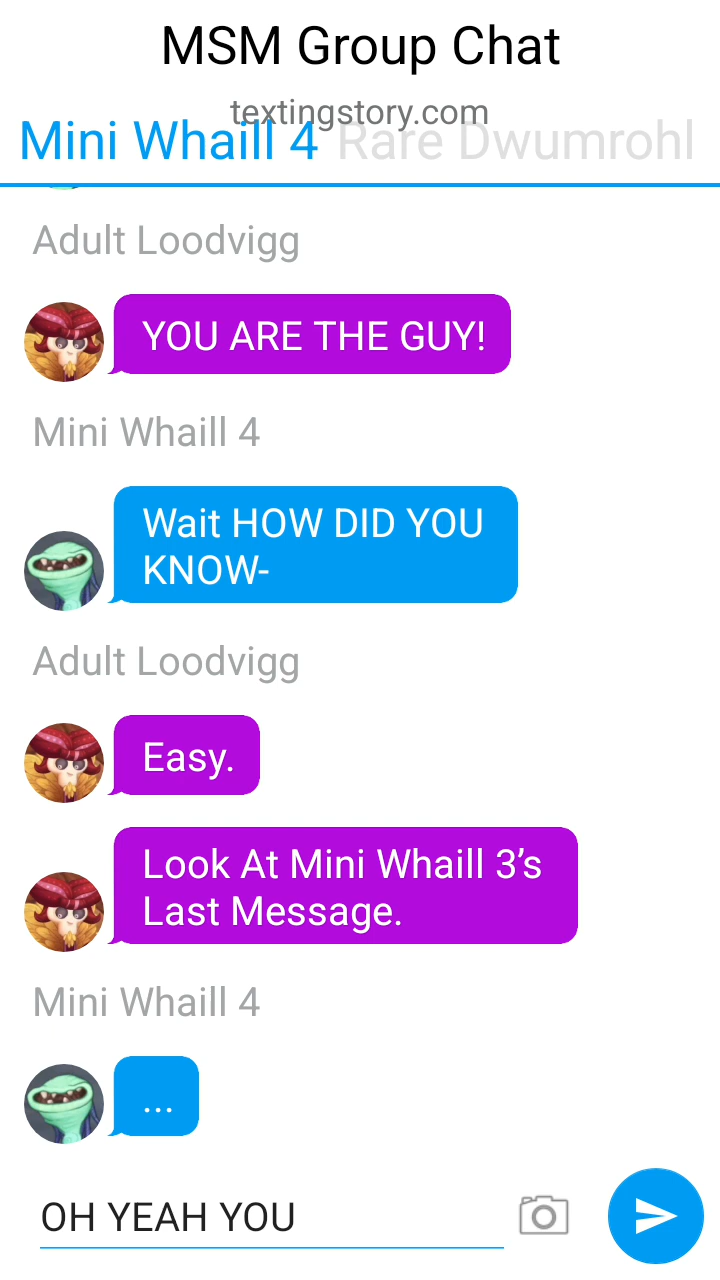 MSM Group Chat
textingstory.com
Mini Whaill 4 Rare Dwumrohl
Adult Loodvigg
YOU ARE THE GUY!
Mini Whaill 4
Wait HOW DID YOU
KNOW-
Adult Loodvigg
Easy.
Look At Mini Whaill 3’s
Last Message.
Mini Whaill 4
...
OH YEAH YOU